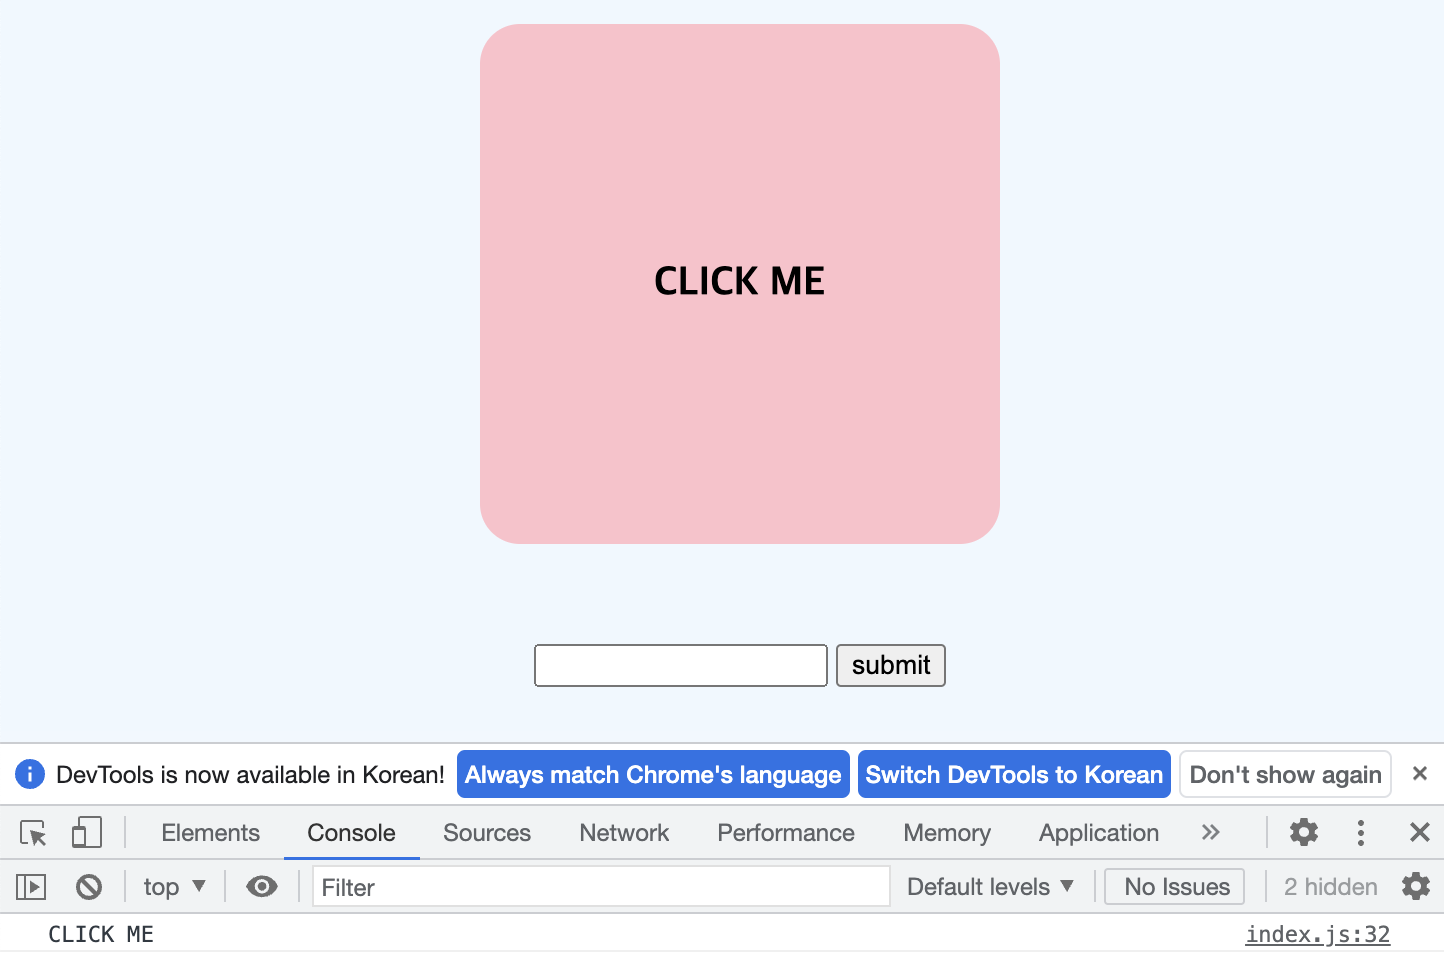 CLICK ME
submit
DevTools is now available in Korean! Always match Chrome's language Switch DevTools to Korean Don't show again
Elements Console Sources Network Performance Memory Application
top Filter Default levels No Issues 2 hidden
CLICK ME index.js:32